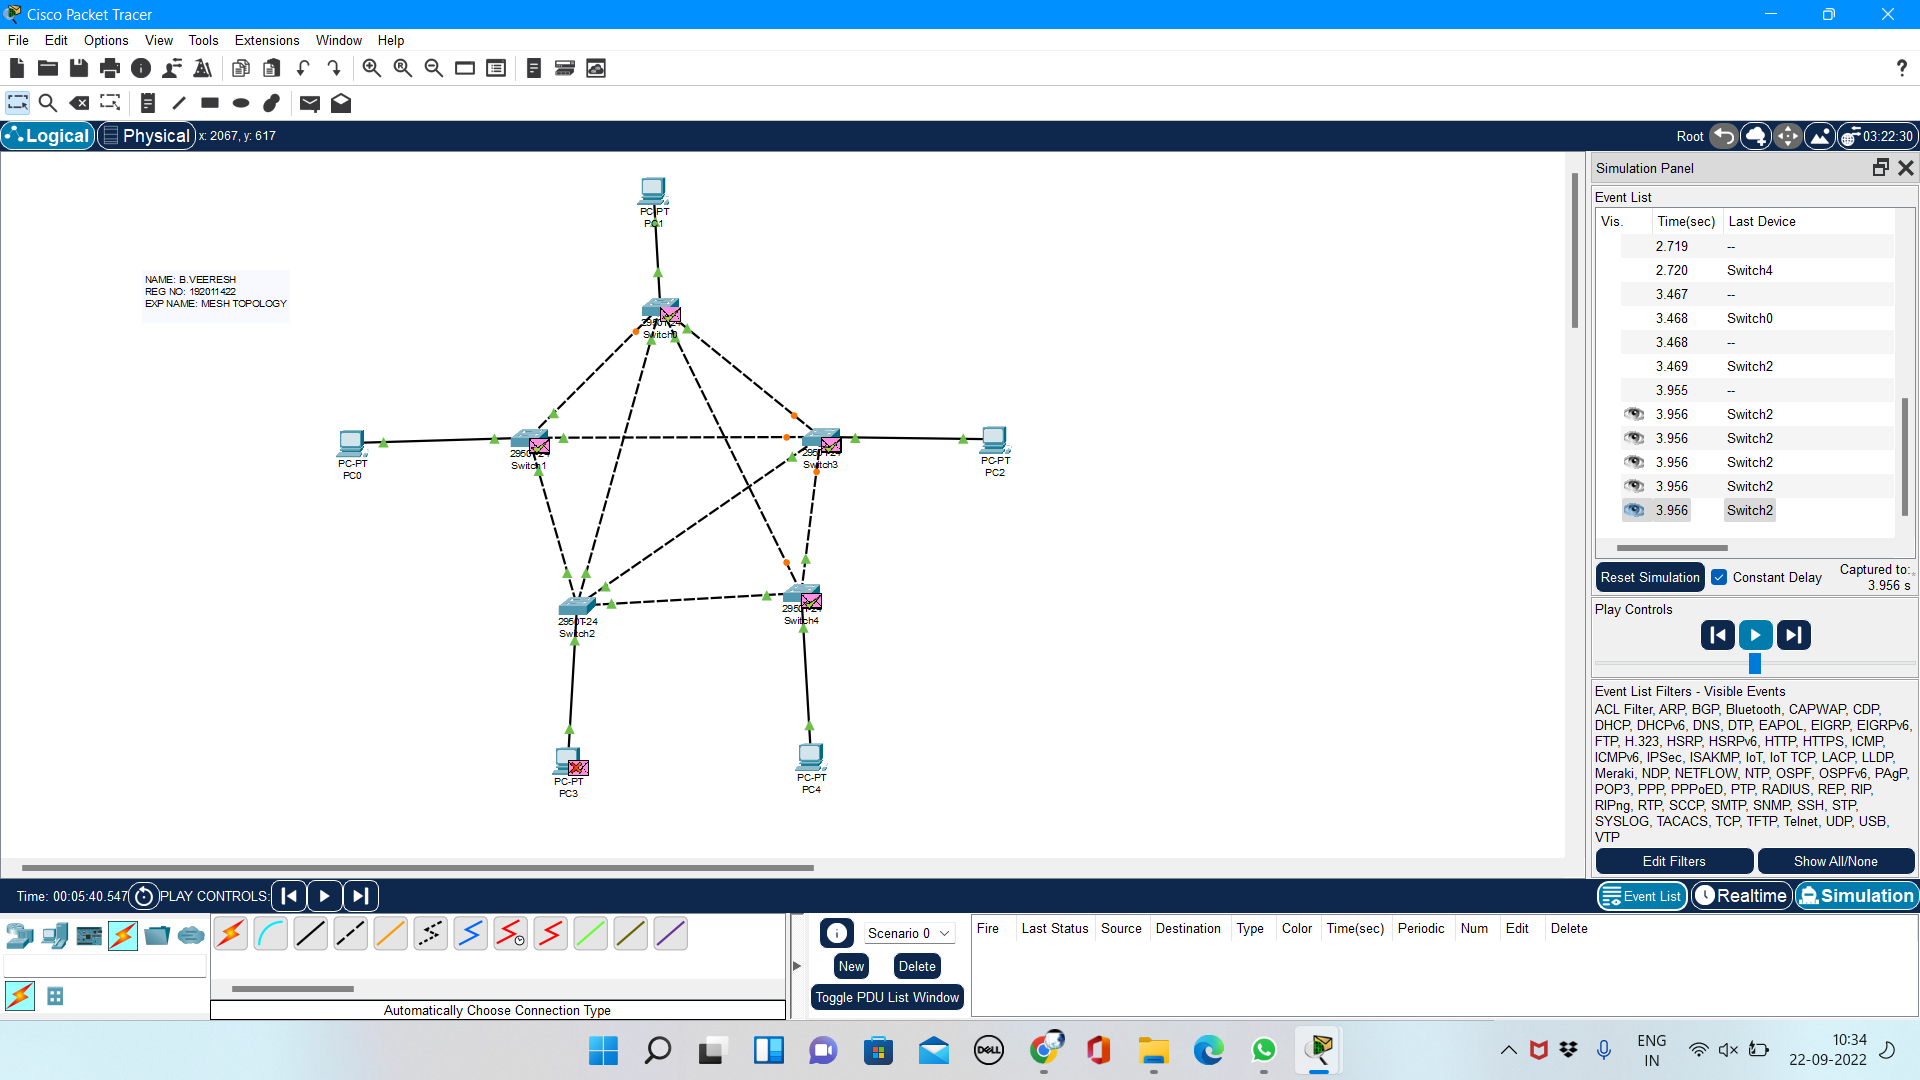 Cisco Packet Tracer
File Edit Options View Tools Extensions Window Help
?
Logical Physical x: 2067, y: 617 Root 03:22:30
Simulation Panel
Event List
Vis. Time(sec) Last Device
2.719 --
2.720 Switch4
3.467 --
3.468 Switch0
3.468 --
3.469 Switch2
3.955 --
3.956 Switch2
3.956 Switch2
3.956 Switch2
3.956 Switch2
3.956 Switch2
Reset Simulation Constant Delay Captured to:
3.956 s
Play Controls
Event List Filters - Visible Events
ACL Filter, ARP, BGP, Bluetooth, CAPWAP, CDP,
DHCP, DHCPv6, DNS, DTP, EAPOL, EIGRP, EIGRPv6,
FTP, H.323, HSRP, HSRPv6, HTTP, HTTPS, ICMP,
ICMPv6, IPSec, ISAKMP, IoT, IoT TCP, LACP, LLDP,
Meraki, NDP, NETFLOW, NTP, OSPF, OSPFv6, PAgP,
POP3, PPP, PPPoED, PTP, RADIUS, REP, RIP,
RIPng, RTP, SCCP, SMTP, SNMP, SSH, STP,
SYSLOG, TACACS, TCP, TFTP, Telnet, UDP, USB,
VTP
Edit Filters Show All/None
NAME: B.VEERESH
REG NO: 192011422
EXP NAME: MESH TOPOLOGY
PC-PT
PC1
Switch0
PC-PT
PC0
Switch1
Switch3
PC-PT
PC2
2950T-24
Switch2
Switch4
PC-PT
PC3
PC-PT
PC4
Time: 00:05:40.547 PLAY CONTROLS: Event List Realtime Simulation
Automatically Choose Connection Type
Scenario 0
New Delete
Toggle PDU List Window
Fire Last Status Source Destination Type Color Time(sec) Periodic Num Edit Delete
DELL
ENG
IN
10:34
22-09-2022